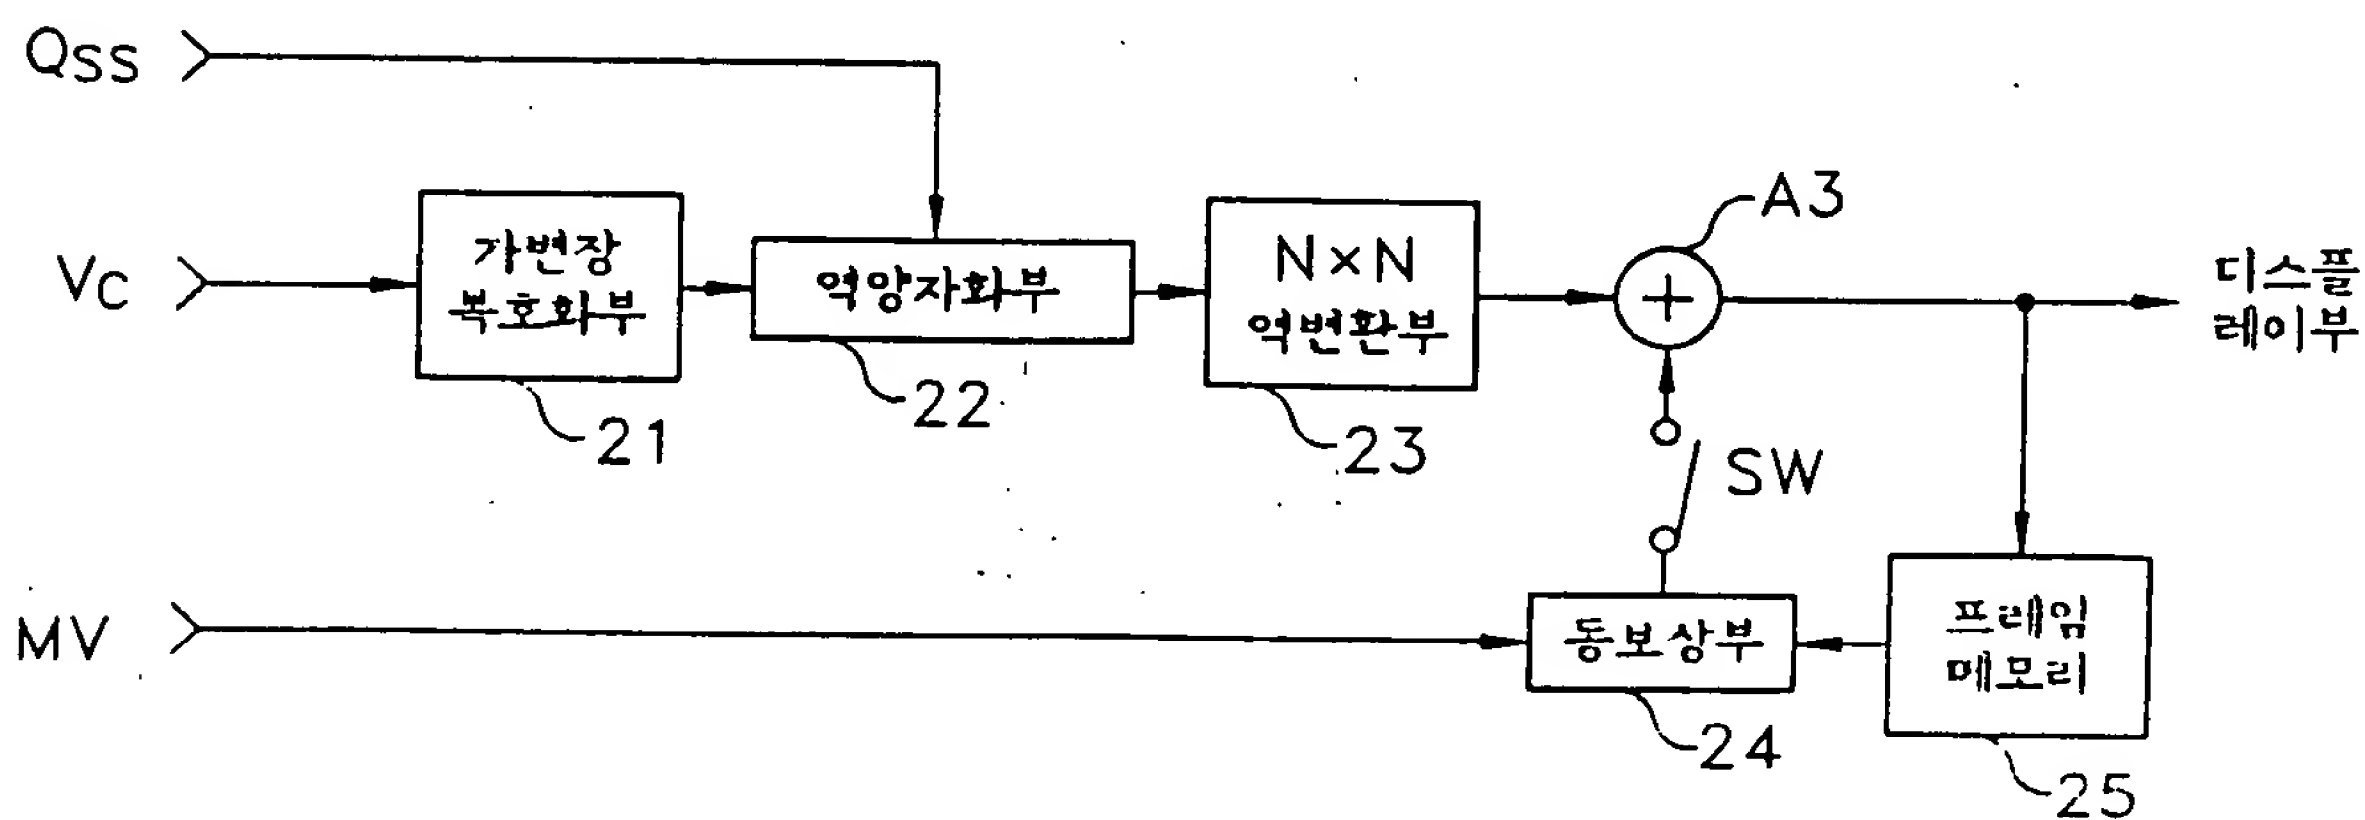 QSS
A3
VC
가변장
복호화부
역양자화부
N×N
역변환부
디스플
레이부
21
22
23
SW
MV
동보상부
프레임
메모리
24
25